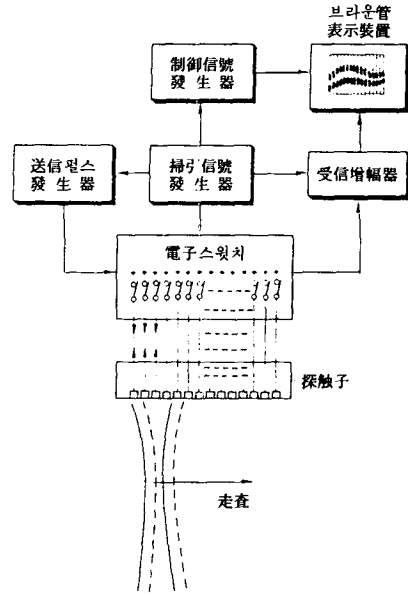 브라운管
表示裝置
制御信號
發生器
送信펄스
發生器
掃引信號
發生器
受信增幅器
電子스윗치
探触子
走査